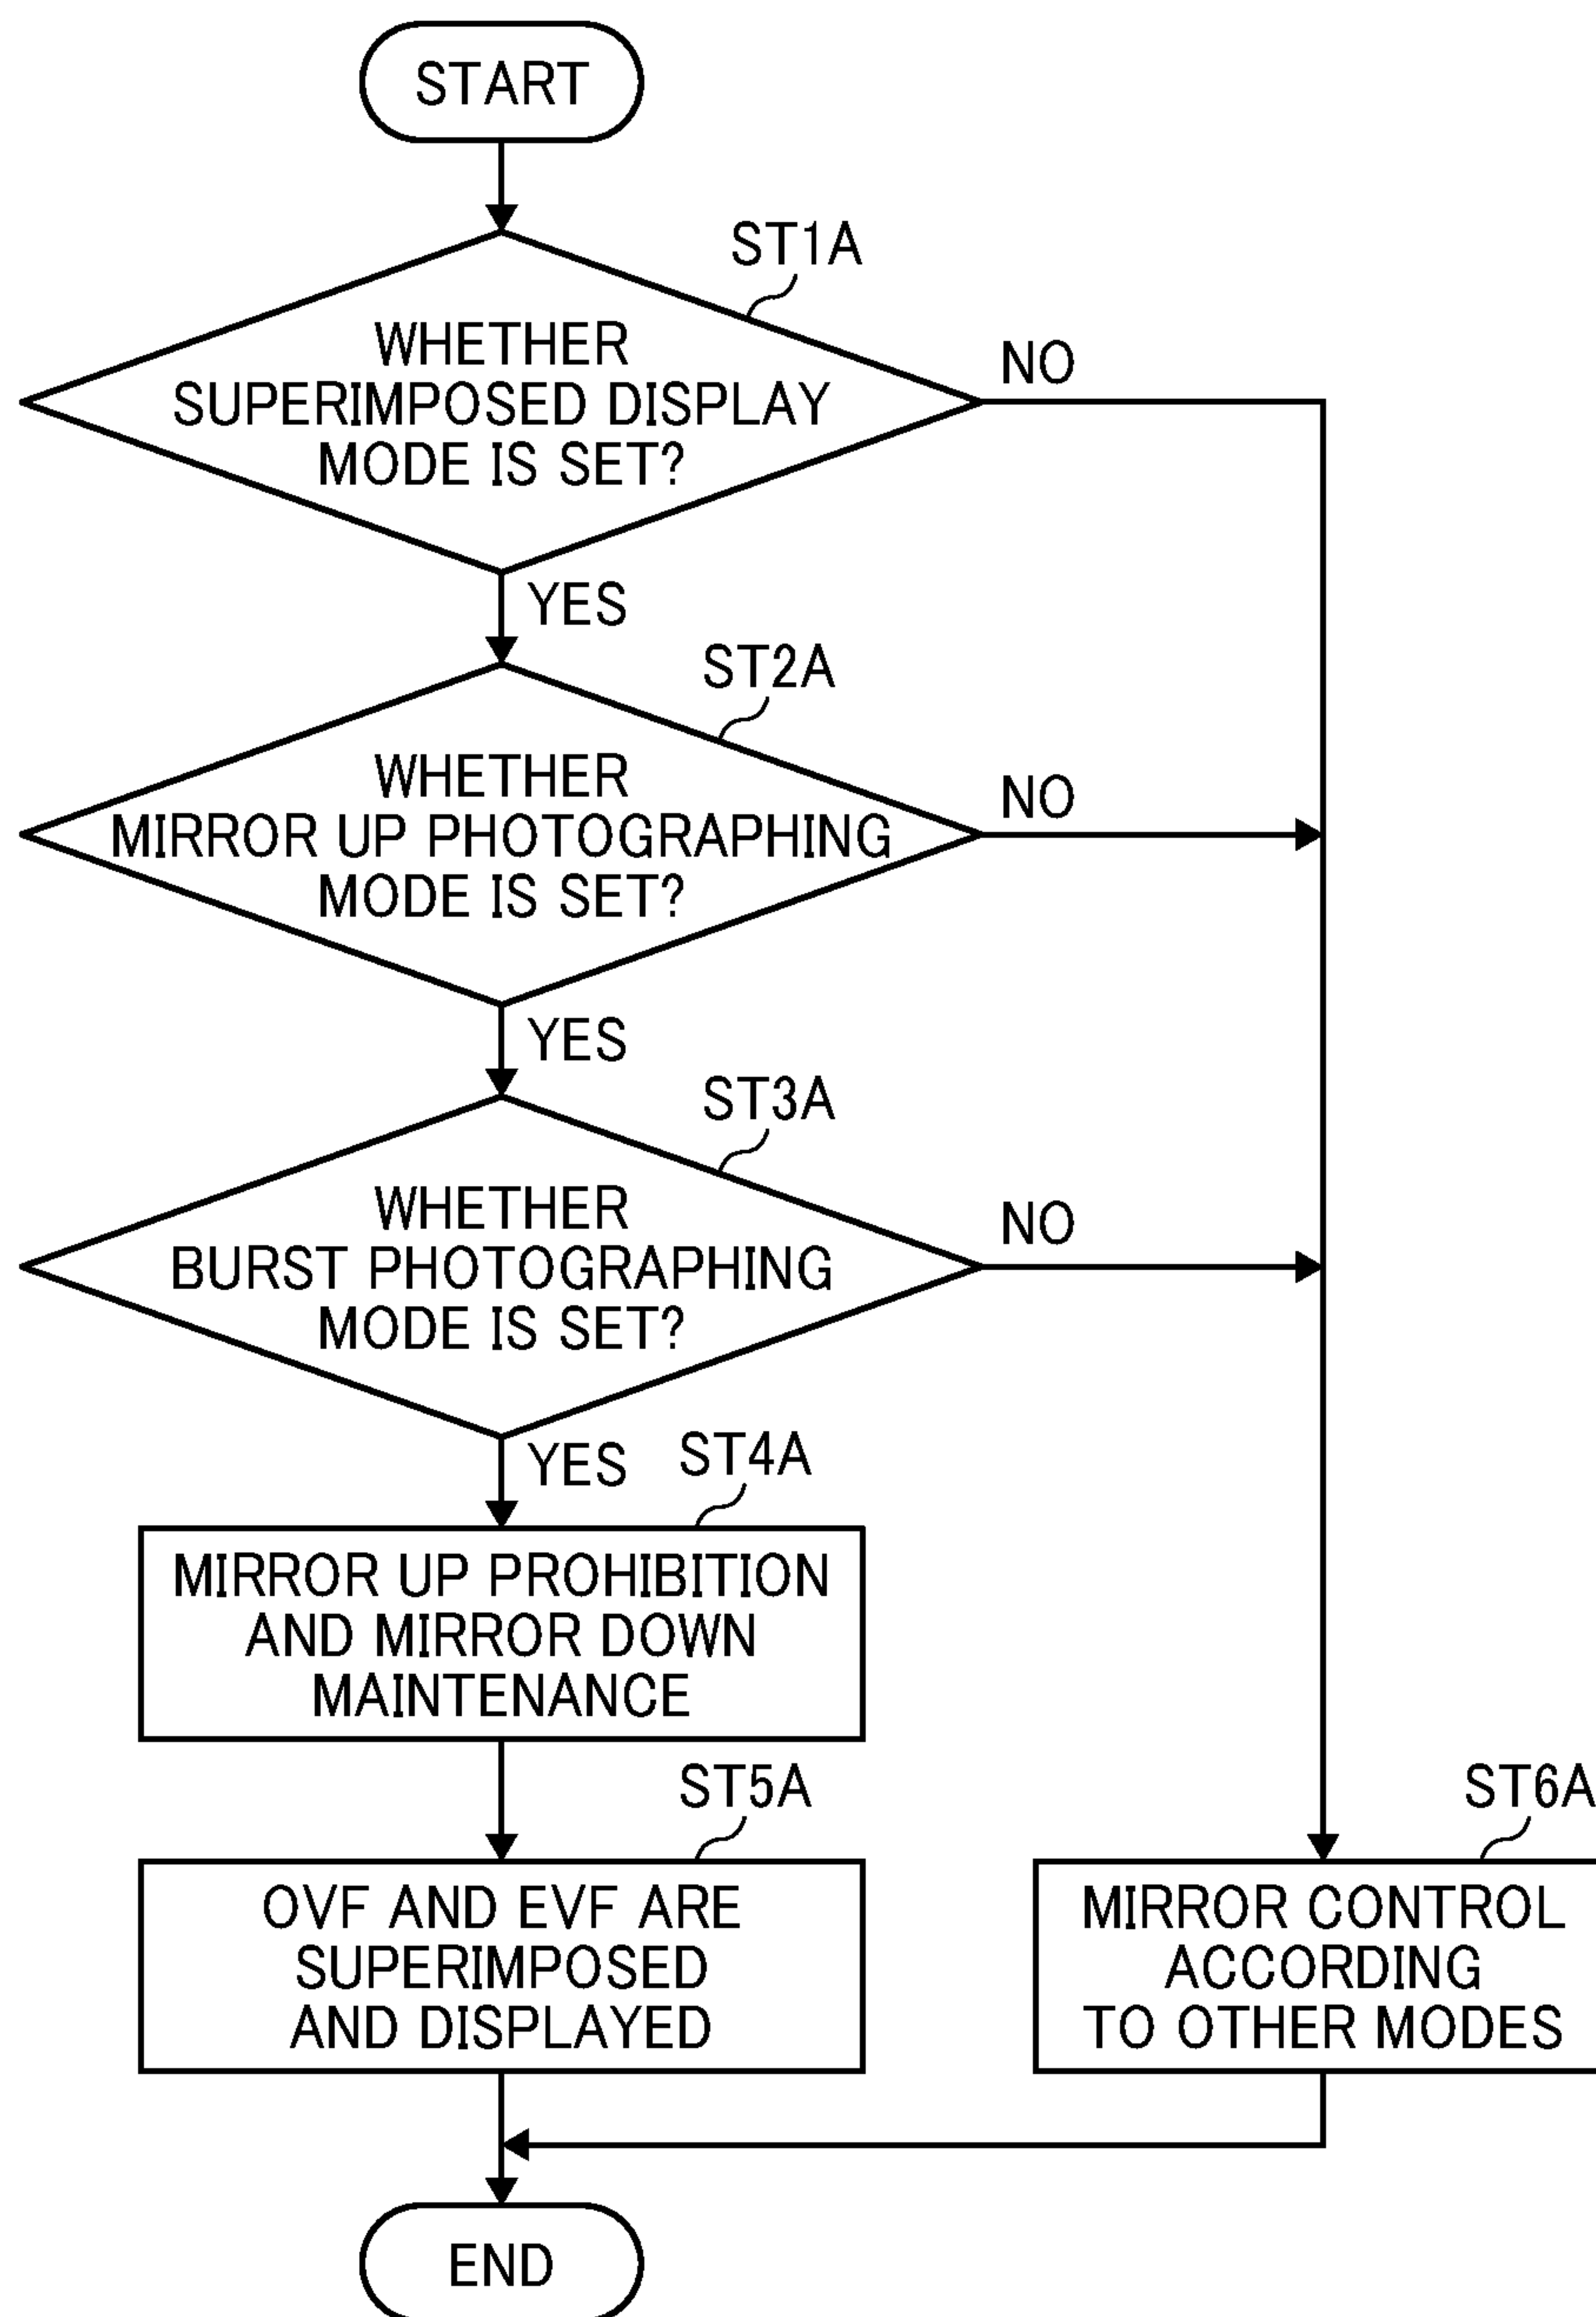 START
ST1A
WHETHER
SUPERIMPOSED DISPLAY
MODE IS SET?
NO
YES
ST2A
WHETHER
MIRROR UP PHOTOGRAPHING
MODE IS SET?
NO
YES
ST3A
WHETHER
BURST PHOTOGRAPHING
MODE IS SET?
NO
YES
ST4A
MIRROR UP PROHIBITION
AND MIRROR DOWN
MAINTENANCE
ST5A
OVF AND EVF ARE
SUPERIMPOSED
AND DISPLAYED
ST6A
MIRROR CONTROL
ACCORDING
TO OTHER MODES
END